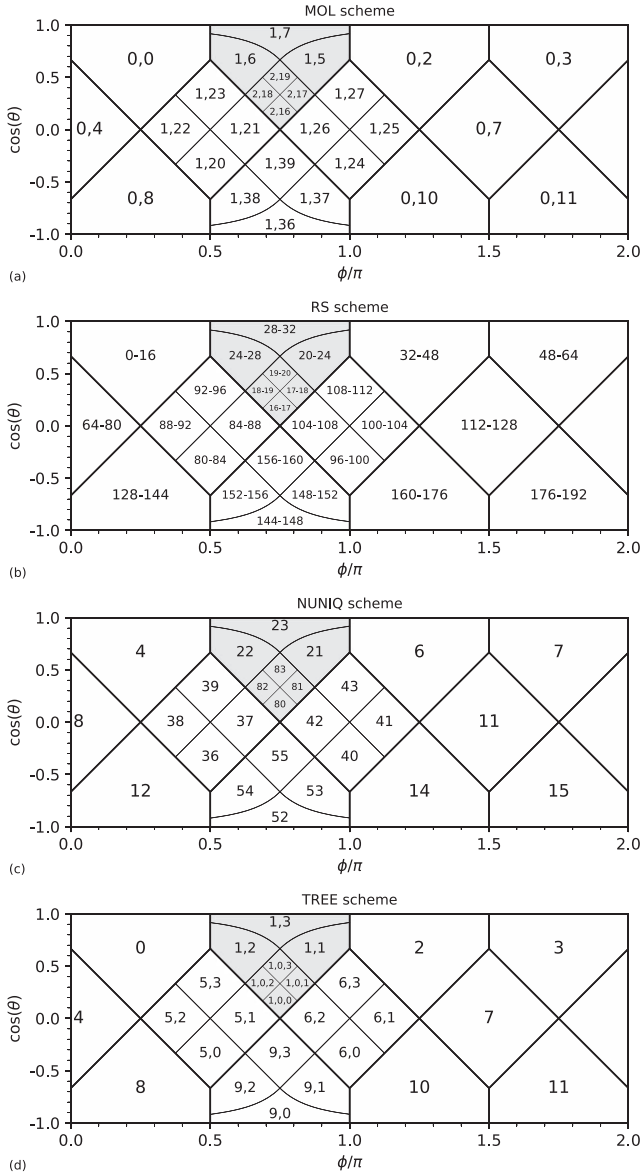 MOL scheme
1.0
0.5
0.0
-0.5
-1.0
cos(θ)
1,7
0,0 1,6 1,5 0,2 0,3
2,19
1,23 2,18 2,17 1,27
2,16
0,4 1,22 1,21 1,26 1,25 0,7
1,20 1,39 1,24
0,8 1,38 1,37 0,10 0,11
1,36
0.0 0.5 1.0 1.5 2.0
(a) ϕ/π
RS scheme
1.0
0.5
0.0
-0.5
-1.0
cos(θ)
28-32
0-16 24-28 20-24 32-48 48-64
19-20
92-96 18-19 17-18 108-112
16-17
64-80 88-92 84-88 104-108 100-104 112-128
80-84 156-160 96-100
128-144 152-156 148-152 160-176 176-192
144-148
0.0 0.5 1.0 1.5 2.0
(b) ϕ/π
NUNIQ scheme
1.0
0.5
0.0
-0.5
-1.0
cos(θ)
23
4 22 21 6 7
83
39 82 81 43
80
8 38 37 42 41 11
36 55 40
12 54 53 14 15
52
0.0 0.5 1.0 1.5 2.0
(c) ϕ/π
TREE scheme
1.0
0.5
0.0
-0.5
-1.0
cos(θ)
1,3
0 1,2 1,1 2 3
1,0,3
5,3 1,0,2 1,0,1 6,3
1,0,0
4 5,2 5,1 6,2 6,1 7
5,0 9,3 6,0
8 9,2 9,1 10 11
9,0
0.0 0.5 1.0 1.5 2.0
(d) ϕ/π